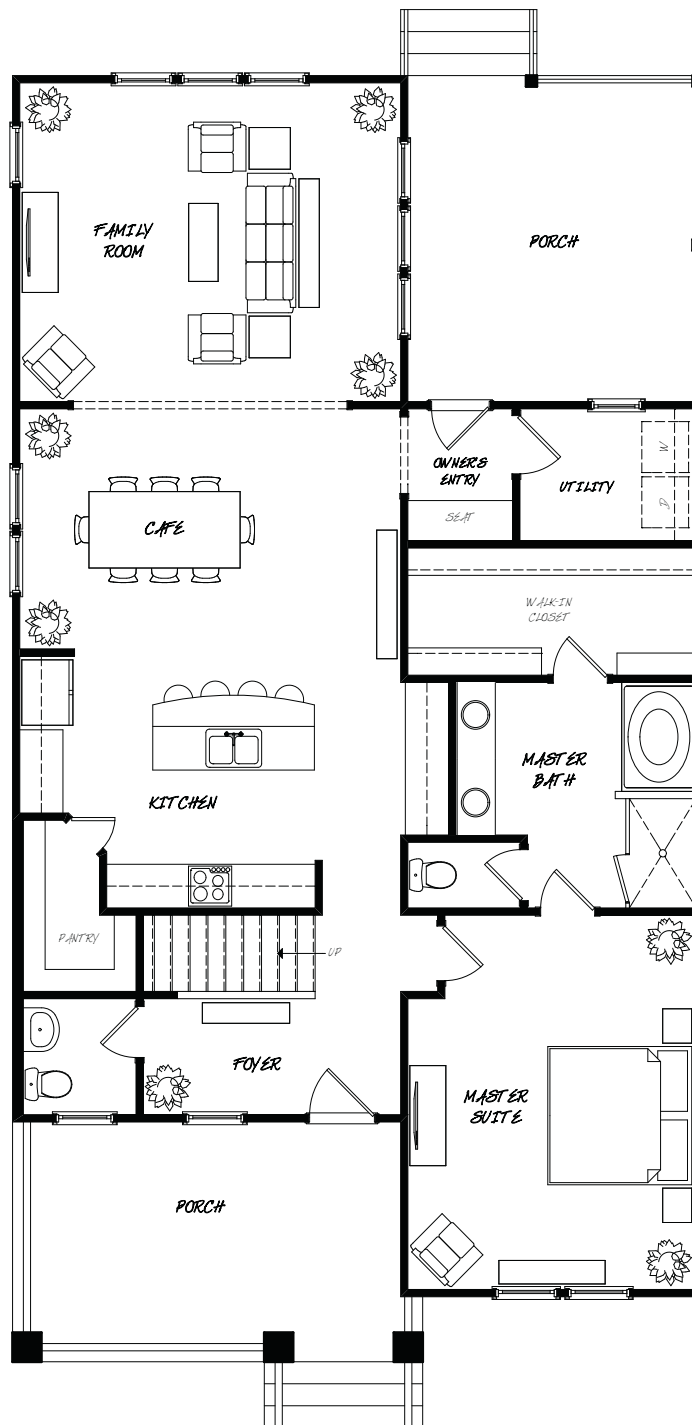 FAMILY
ROOM
PORCH
OWNERS
ENTRY
UTILITY
W
D
SEAT
CAFE
WALK-IN
CLOSET
MASTER
BATH
KITCHEN
PANTRY
UP
FOYER
MASTER
SUITE
PORCH